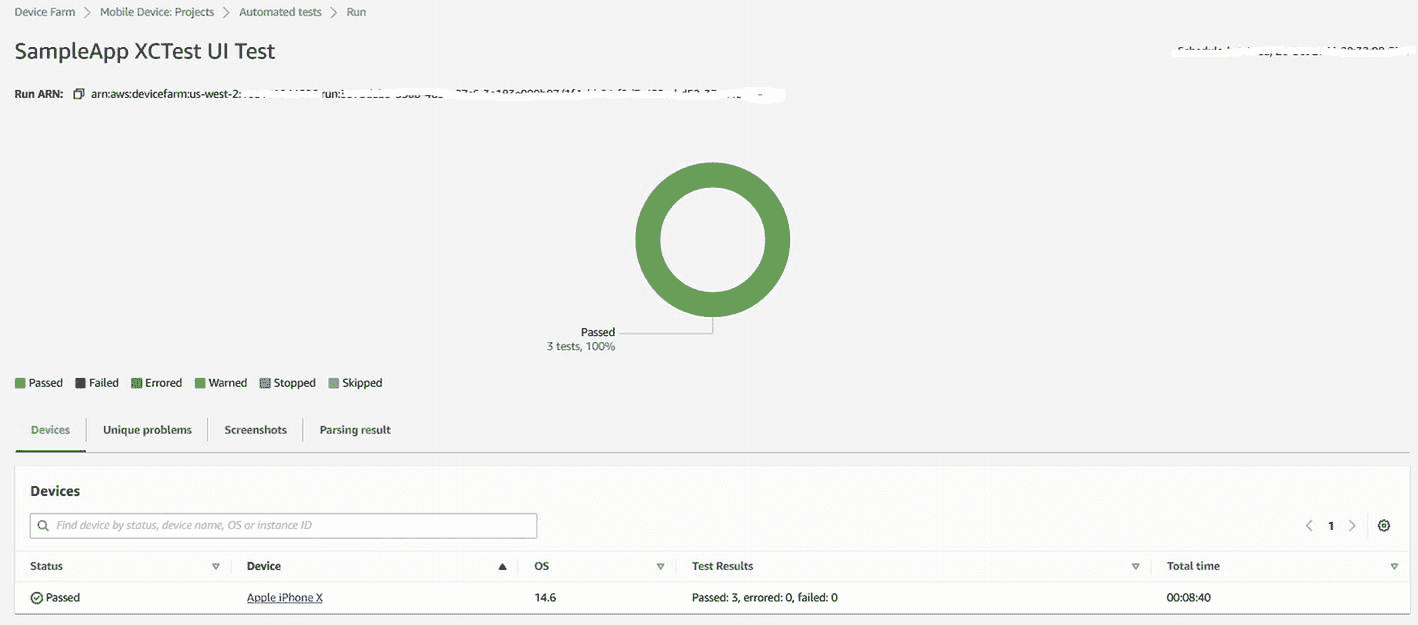 Device Farm > Mobile Device: Projects > Automated tests > Run
SampleApp XCTest UI Test
Run ARN: arn:aws:devicefarm:us-west-2: run:
Passed
3 tests, 100%
Passed Failed Errored Warned Stopped Skipped
Devices Unique problems Screenshots Parsing result
Devices
Find device by status, device name, OS or instance ID
1
Status Device OS Test Results Total time
Passed Apple iPhone X 14.6 Passed: 3, errored: 0, failed: 0 00:08:40